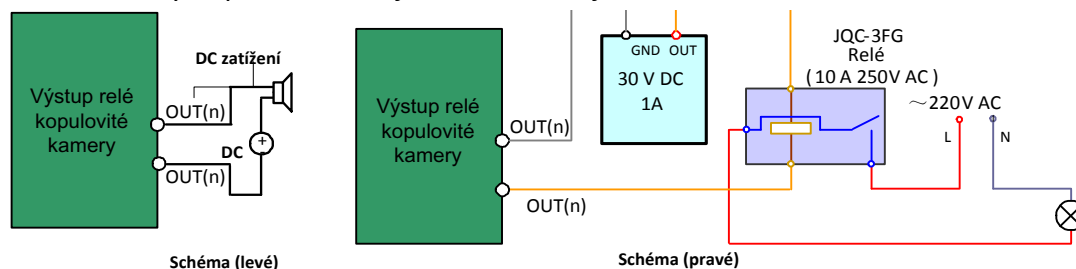 Výstup relé
kopulovité
kamery
DC zatížení
OUT(n)
DC
+
OUT(n)
Schéma (levé)
Výstup relé
kopulovité
kamery
OUT(n)
OUT(n)
GND OUT
30 V DC
1A
JQC-3FG
Relé
( 10 A 250V AC )
～220V AC
L N
Schéma (pravé)